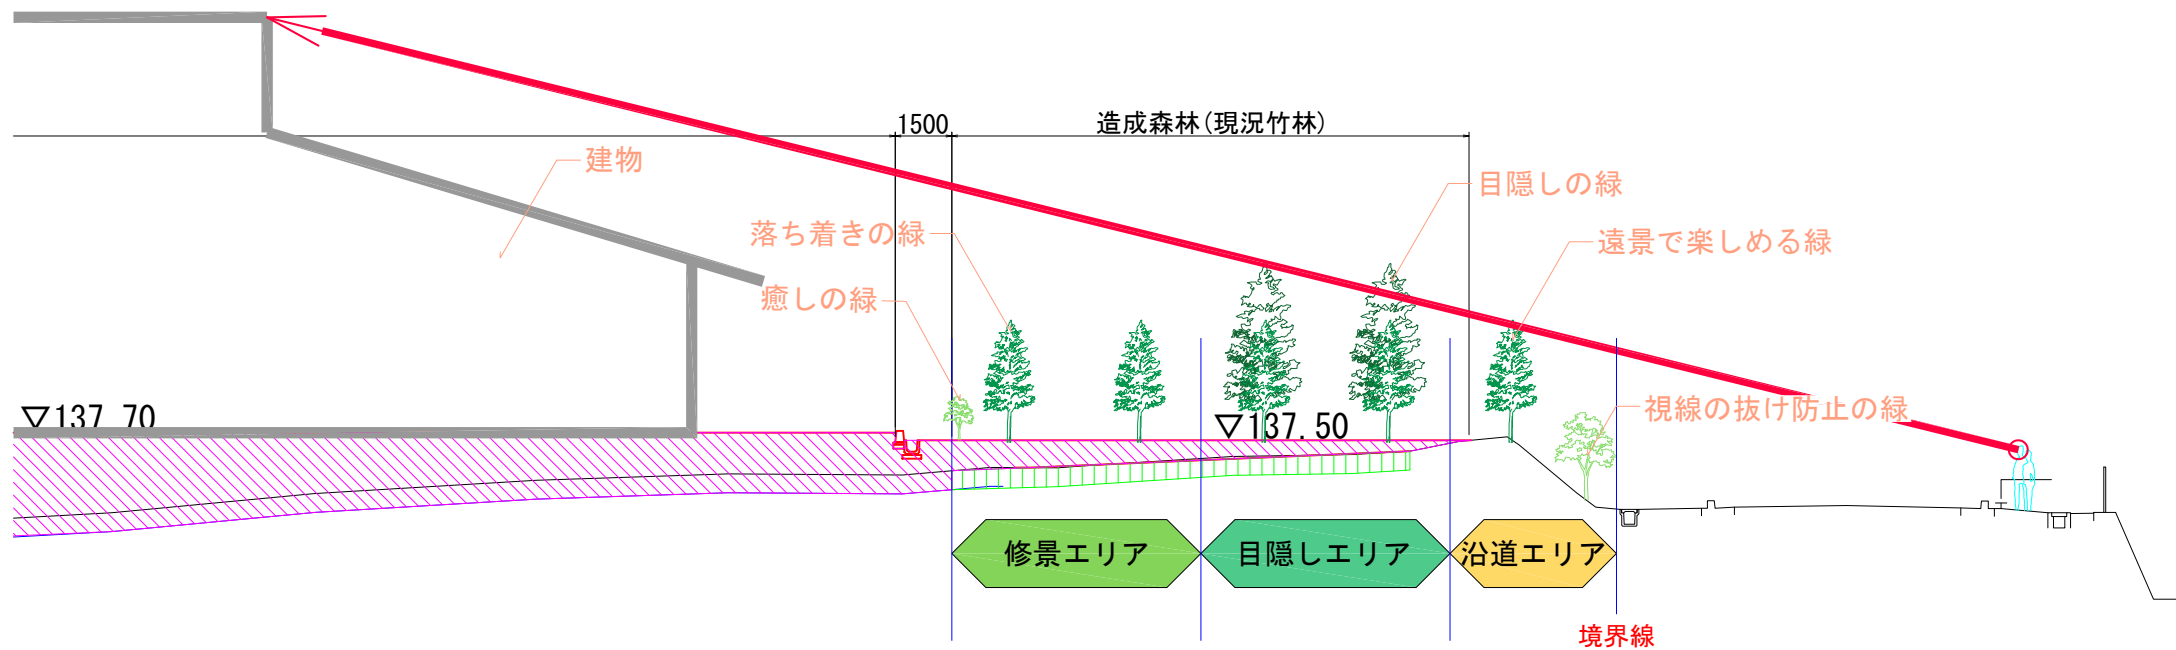 1500
造成森林(現況竹林)
建物
目隠しの緑
落ち着きの緑
遠景で楽しめる緑
癒しの緑
▽137.70
▽137.50
視線の抜け防止の緑
修景エリア
目隠しエリア
沿道エリア
境界線